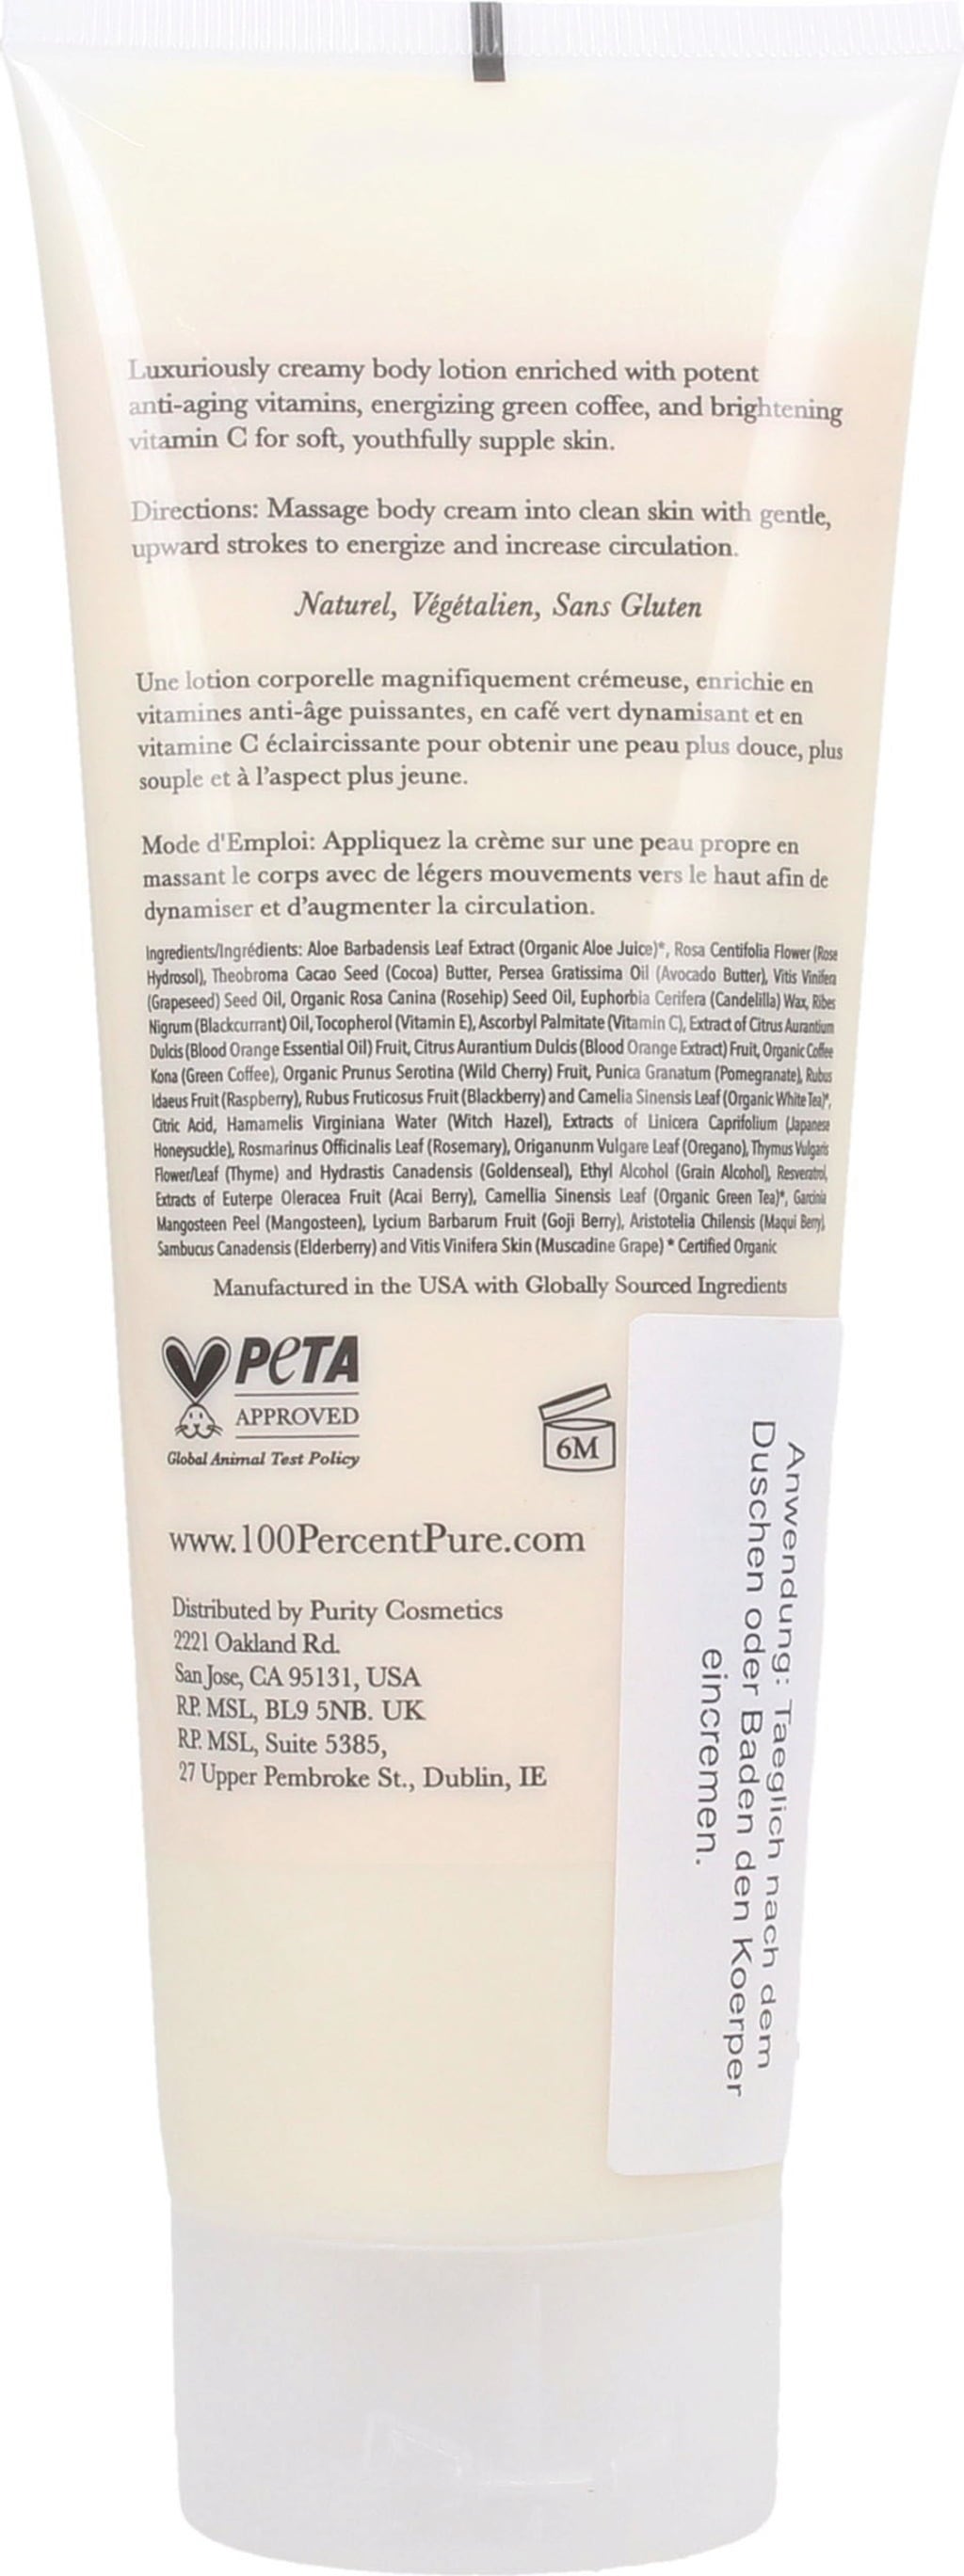 Luxuriously creamy body lotion enriched with potent
anti-aging vitamins, energizing green coffee, and brightening
vitamin C for soft, youthfully supple skin.
Directions: Massage body cream into clean skin with gentle,
upward strokes to energize and increase circulation.
Naturel, Végétalien, Sans Gluten
Une lotion corporelle magnifiquement crémeuse, enrichie en
vitamines anti-âge puissantes, en café vert dynamisant et en
vitamine C éclaircissante pour obtenir une peau plus douce, plus
souple et à l'aspect plus jeune.
Mode d'Emploi: Appliquez la crème sur une peau propre en
massant le corps avec de légers mouvements vers le haut afin de
dynamiser et d'augmenter la circulation.
Ingredients/Ingrédients: Aloe Barbadensis Leaf Extract (Organic Aloe Juice)*, Rosa Centifolia Flower (Rose
Hydrosol), Theobroma Cacao Seed (Cocoa) Butter, Persea Gratissima Oil (Avocado Butter), Vitis Vinifera
(Grapeseed) Seed Oil, Organic Rosa Canina (Rosehip) Seed Oil, Euphorbia Cerifera (Candelilla) Wax, Ribes
Nigrum (Blackcurrant) Oil, Tocopherol (Vitamin E), Ascorbyl Palmitate (Vitamin C), Extract of Citrus Aurantium
Dulcis (Blood Orange Essential Oil) Fruit, Citrus Aurantium Dulcis (Blood Orange Extract) Fruit, Organic Coffee
Kona (Green Coffee), Organic Prunus Serotina (Wild Cherry) Fruit, Punica Granatum (Pomegranate), Rubus
Idaeus Fruit (Raspberry), Rubus Fruticosus Fruit (Blackberry) and Camelia Sinensis Leaf (Organic White Tea)*,
Citric Acid, Hamamelis Virginiana Water (Witch Hazel), Extracts of Linicera Caprifolium (Japanese
Honeysuckle), Rosmarinus Officinalis Leaf (Rosemary), Origanunm Vulgare Leaf (Oregano), Thymus Vulgaris
Flower/Leaf (Thyme) and Hydrastis Canadensis (Goldenseal), Ethyl Alcohol (Grain Alcohol), Resveratrol,
Extracts of Euterpe Oleracea Fruit (Acai Berry), Camellia Sinensis Leaf (Organic Green Tea)*, Garcinia
Mangosteen Peel (Mangosteen), Lycium Barbarum Fruit (Goji Berry), Aristotelia Chilensis (Maqui Berry),
Sambucus Canadensis (Elderberry) and Vitis Vinifera Skin (Muscadine Grape) * Certified Organic
Manufactured in the USA with Globally Sourced Ingredients
PETA
APPROVED
Global Animal Test Policy
6M
www.100PercentPure.com
Distributed by Purity Cosmetics
2221 Oakland Rd.
San Jose, CA 95131, USA
RP. MSL, BL9 5NB. UK
RP. MSL, Suite 5385,
27 Upper Pembroke St., Dublin, IE
Anwendung: Taeglich nach dem
Duschen oder Baden den Koerper
eincremen.